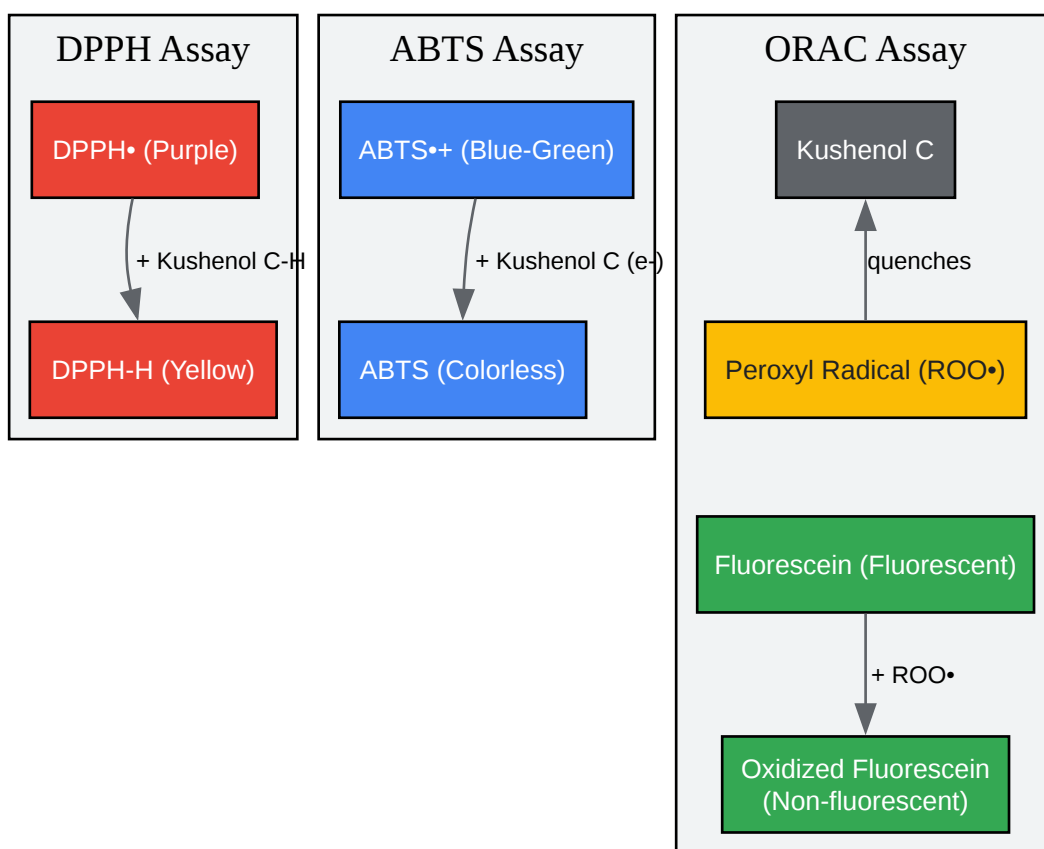 DPPH Assay
DPPH• (Purple)
+ Kushenol C-H
DPPH-H (Yellow)
ABTS Assay
ABTS•+ (Blue-Green)
+ Kushenol C (e-)
ABTS (Colorless)
ORAC Assay
Kushenol C
quenches
Peroxyl Radical (ROO•)
Fluorescein (Fluorescent)
+ ROO•
Oxidized Fluorescein
(Non-fluorescent)